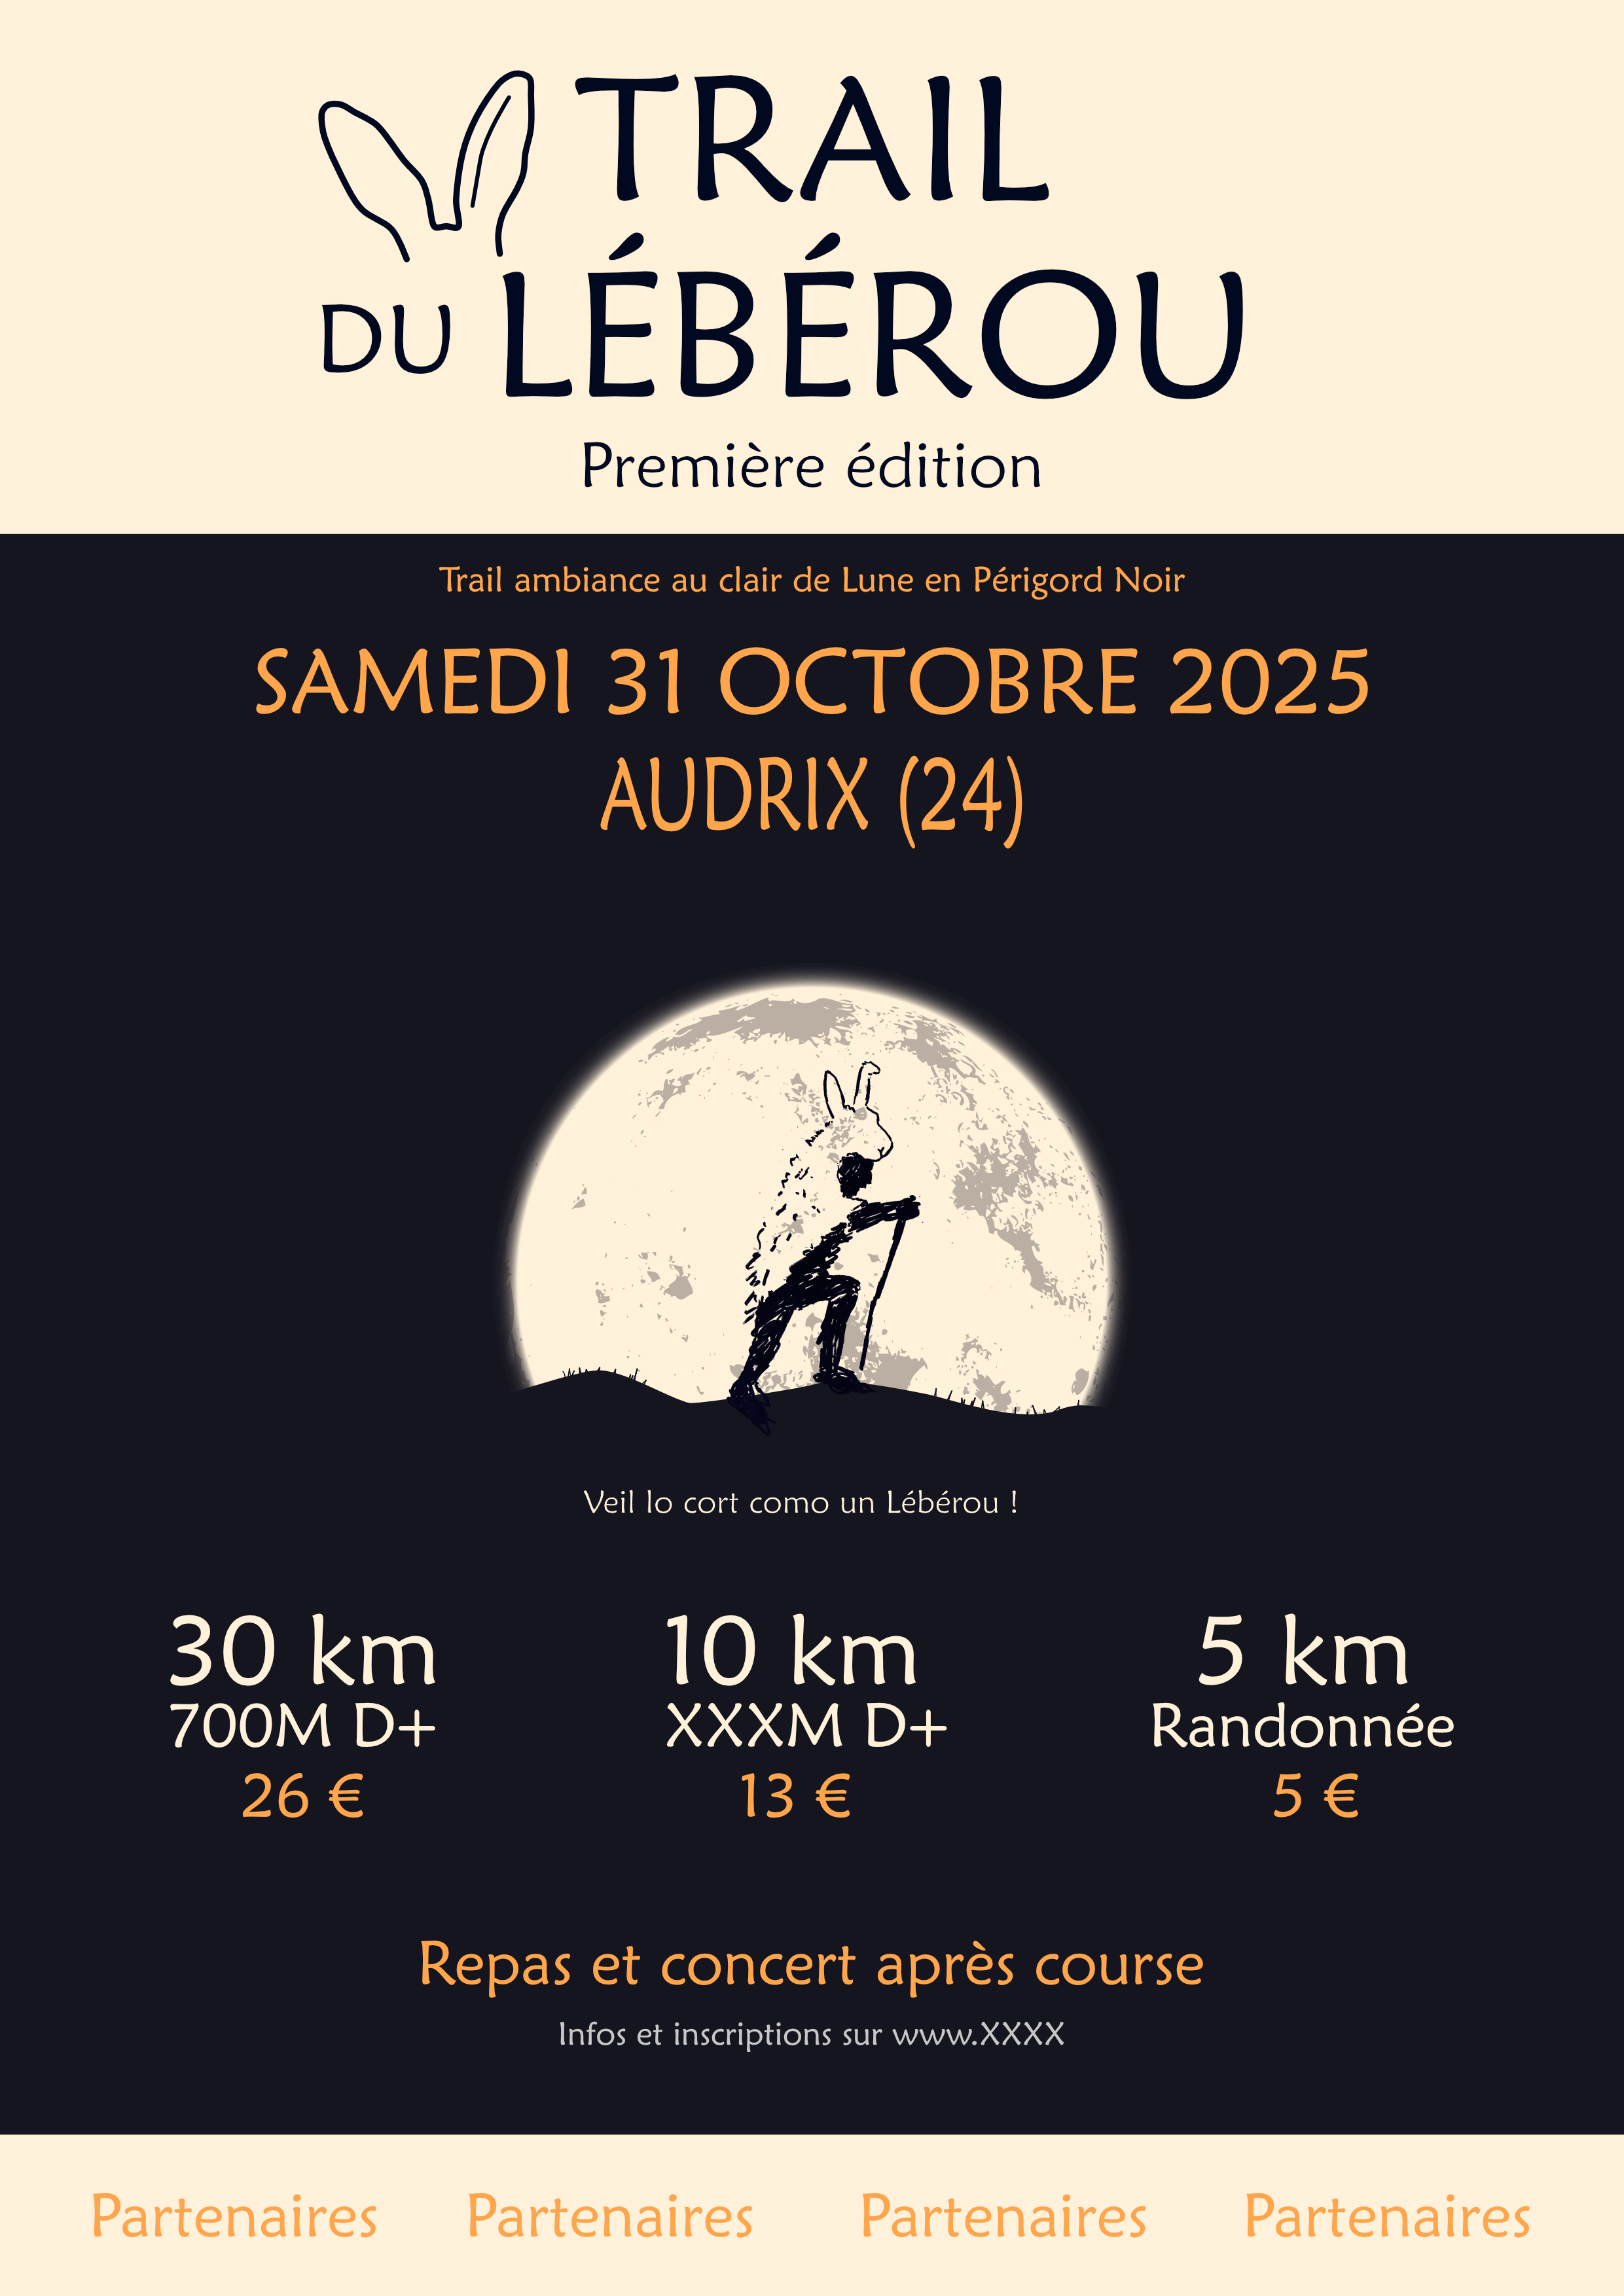 TRAIL
DU LÉBÉROU
Première édition
Trail ambiance au clair de Lune en Périgord Noir
SAMEDI 31 OCTOBRE 2025
AUDRIX (24)
Veil lo cort como un Lébérou !
30 km
700M D+
26 €
10 km
XXXM D+
13 €
5 km
Randonnée
5 €
Repas et concert après course
Infos et inscriptions sur www.XXXX
Partenaires Partenaires Partenaires Partenaires